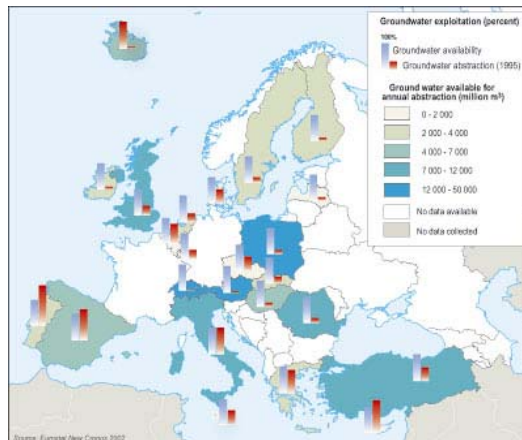 Groundwater exploitation (percent)
100%
Groundwater availability
Groundwater abstraction (1995)
Ground water available for
annual abstraction (million m³)
0 - 2 000
2 000 - 4 000
4 000 - 7 000
7 000 - 12 000
12 000 - 50 000
No data available
No data collected
Source: Eurostat New Cronos 2002